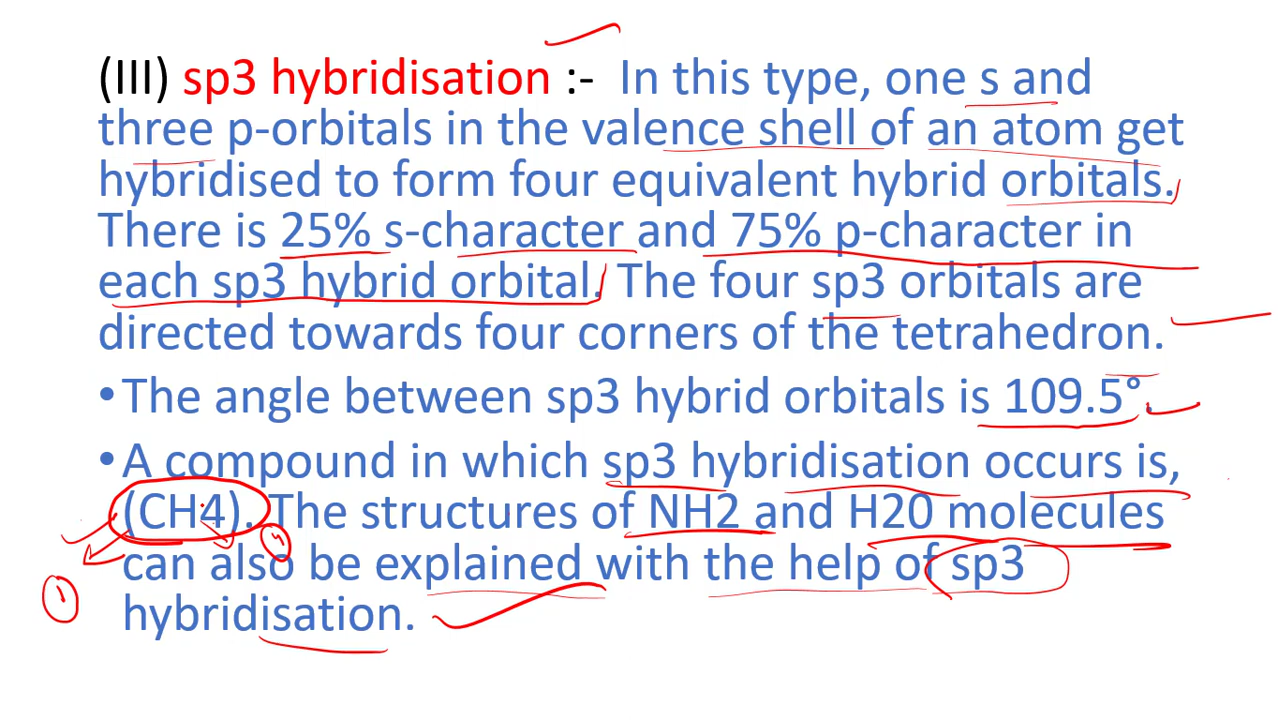 (III) sp3 hybridisation :- In this type, one s and
three p-orbitals in the valence shell of an atom get
hybridised to form four equivalent hybrid orbitals.
There is 25% s-character and 75% p-character in
each sp3 hybrid orbital. The four sp3 orbitals are
directed towards four corners of the tetrahedron.
•The angle between sp3 hybrid orbitals is 109.5°.
•A compound in which sp3 hybridisation occurs is,
(CH4). The structures of NH2 and H20 molecules
4
can also be explained with the help of sp3
1
hybridisation.